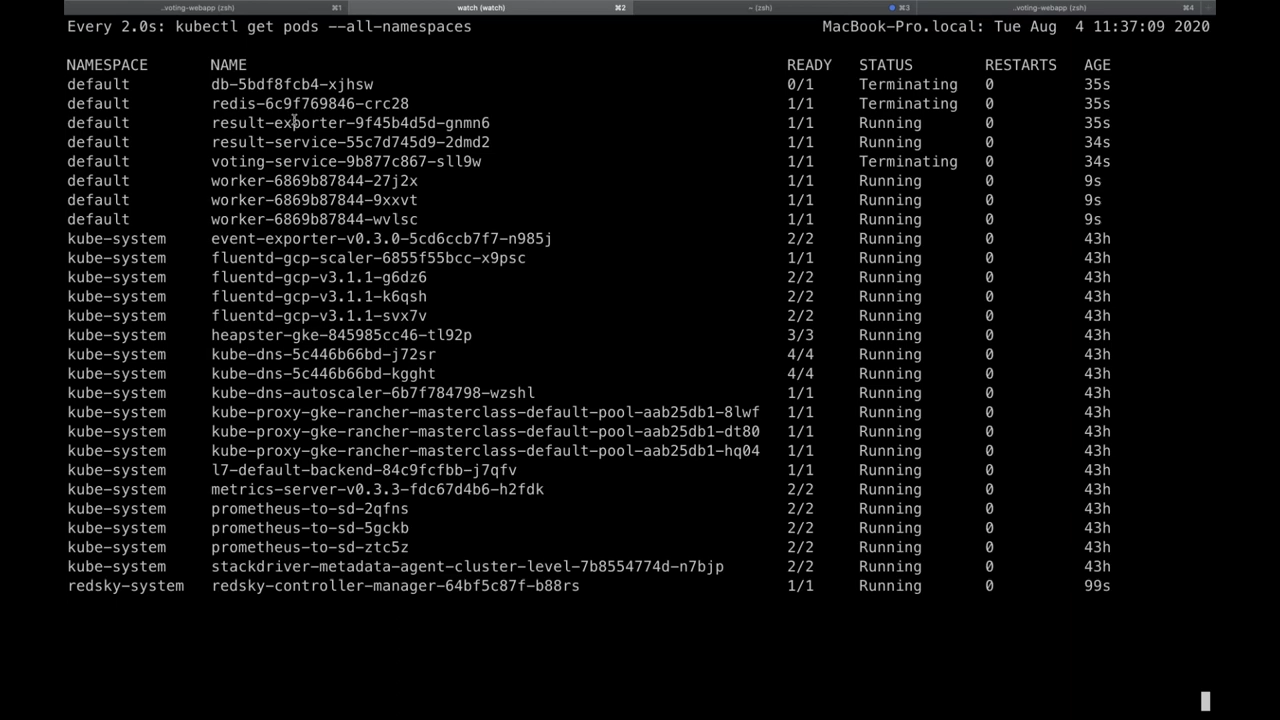 ..voting-webapp (zsh) ⌘1 watch (watch) ⌘2 ~ (zsh) ⌘3 ..voting-webapp (zsh) ⌘4
Every 2.0s: kubectl get pods --all-namespaces MacBook-Pro.local: Tue Aug 4 11:37:09 2020
NAMESPACE NAME READY STATUS RESTARTS AGE
default db-5bdf8fcb4-xjhsw 0/1 Terminating 0 35s
default redis-6c9f769846-crc28 1/1 Terminating 0 35s
default result-exporter-9f45b4d5d-gnmn6 1/1 Running 0 35s
default result-service-55c7d745d9-2dmd2 1/1 Running 0 34s
default voting-service-9b877c867-sll9w 1/1 Terminating 0 34s
default worker-6869b87844-27j2x 1/1 Running 0 9s
default worker-6869b87844-9xxvt 1/1 Running 0 9s
default worker-6869b87844-wvlsc 1/1 Running 0 9s
kube-system event-exporter-v0.3.0-5cd6ccb7f7-n985j 2/2 Running 0 43h
kube-system fluentd-gcp-scaler-6855f55bcc-x9psc 1/1 Running 0 43h
kube-system fluentd-gcp-v3.1.1-g6dz6 2/2 Running 0 43h
kube-system fluentd-gcp-v3.1.1-k6qsh 2/2 Running 0 43h
kube-system fluentd-gcp-v3.1.1-svx7v 2/2 Running 0 43h
kube-system heapster-gke-845985cc46-tl92p 3/3 Running 0 43h
kube-system kube-dns-5c446b66bd-j72sr 4/4 Running 0 43h
kube-system kube-dns-5c446b66bd-kgght 4/4 Running 0 43h
kube-system kube-dns-autoscaler-6b7f784798-wzshl 1/1 Running 0 43h
kube-system kube-proxy-gke-rancher-masterclass-default-pool-aab25db1-8lwf 1/1 Running 0 43h
kube-system kube-proxy-gke-rancher-masterclass-default-pool-aab25db1-dt80 1/1 Running 0 43h
kube-system kube-proxy-gke-rancher-masterclass-default-pool-aab25db1-hq04 1/1 Running 0 43h
kube-system l7-default-backend-84c9fcfbb-j7qfv 1/1 Running 0 43h
kube-system metrics-server-v0.3.3-fdc67d4b6-h2fdk 2/2 Running 0 43h
kube-system prometheus-to-sd-2qfns 2/2 Running 0 43h
kube-system prometheus-to-sd-5gckb 2/2 Running 0 43h
kube-system prometheus-to-sd-ztc5z 2/2 Running 0 43h
kube-system stackdriver-metadata-agent-cluster-level-7b8554774d-n7bjp 2/2 Running 0 43h
redsky-system redsky-controller-manager-64bf5c87f-b88rs 1/1 Running 0 99s